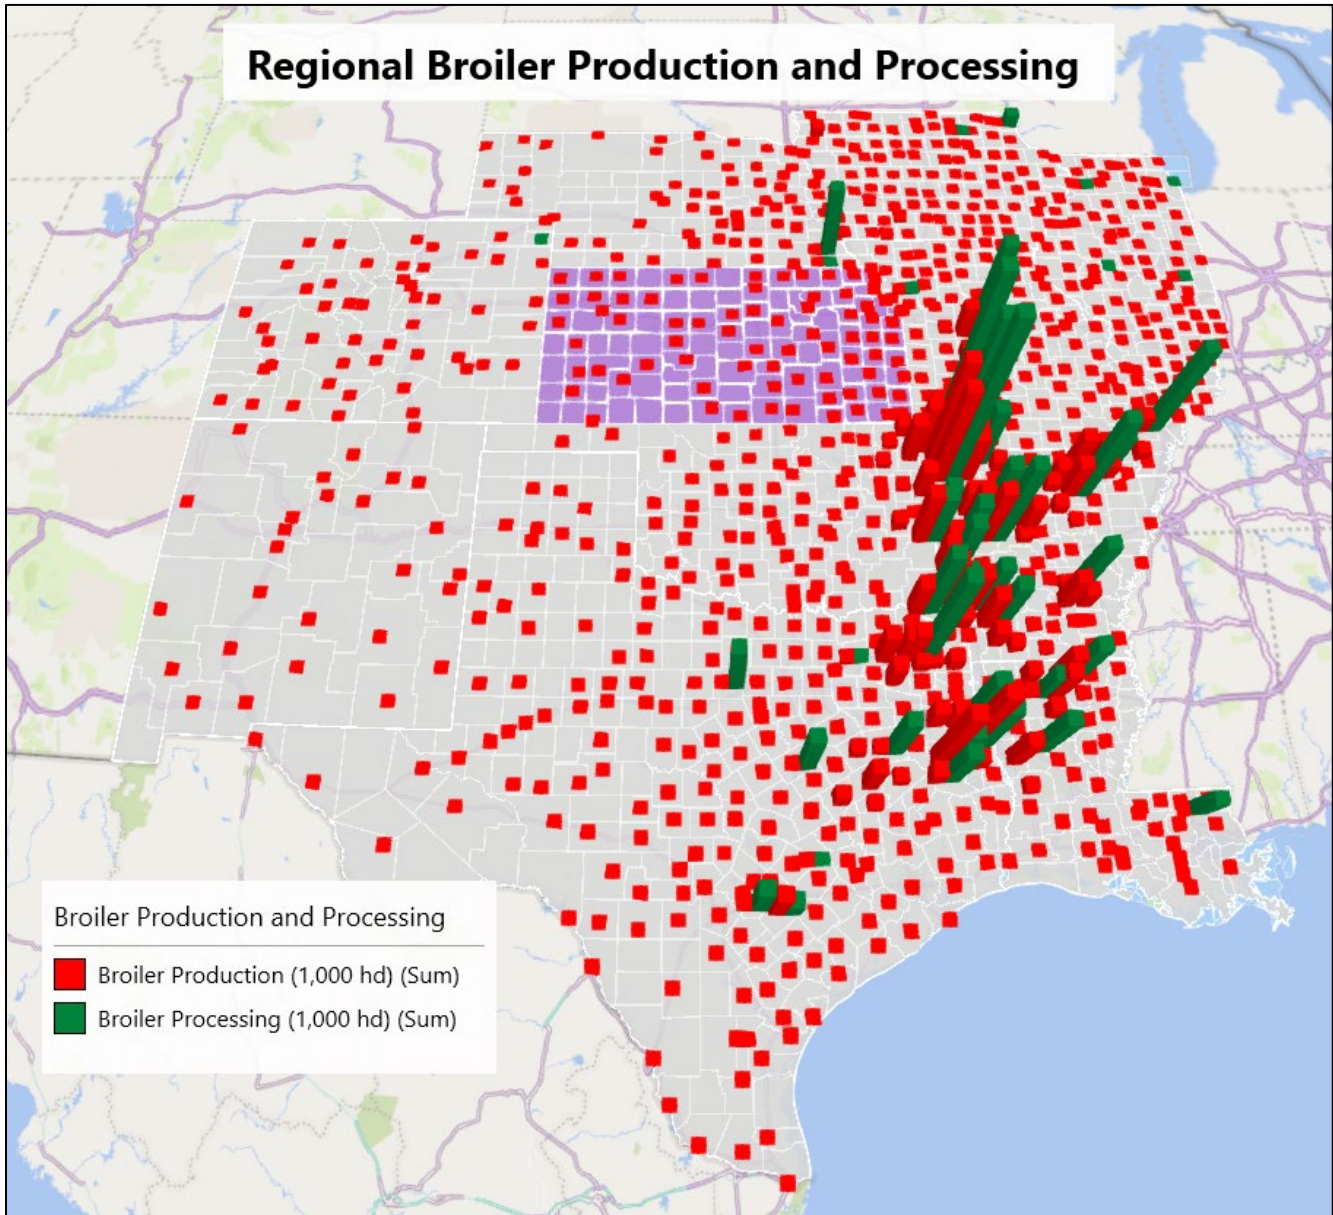 Regional Broiler Production and Processing
Broiler Production and Processing
Broiler Production (1,000 hd) (Sum)
Broiler Processing (1,000 hd) (Sum)